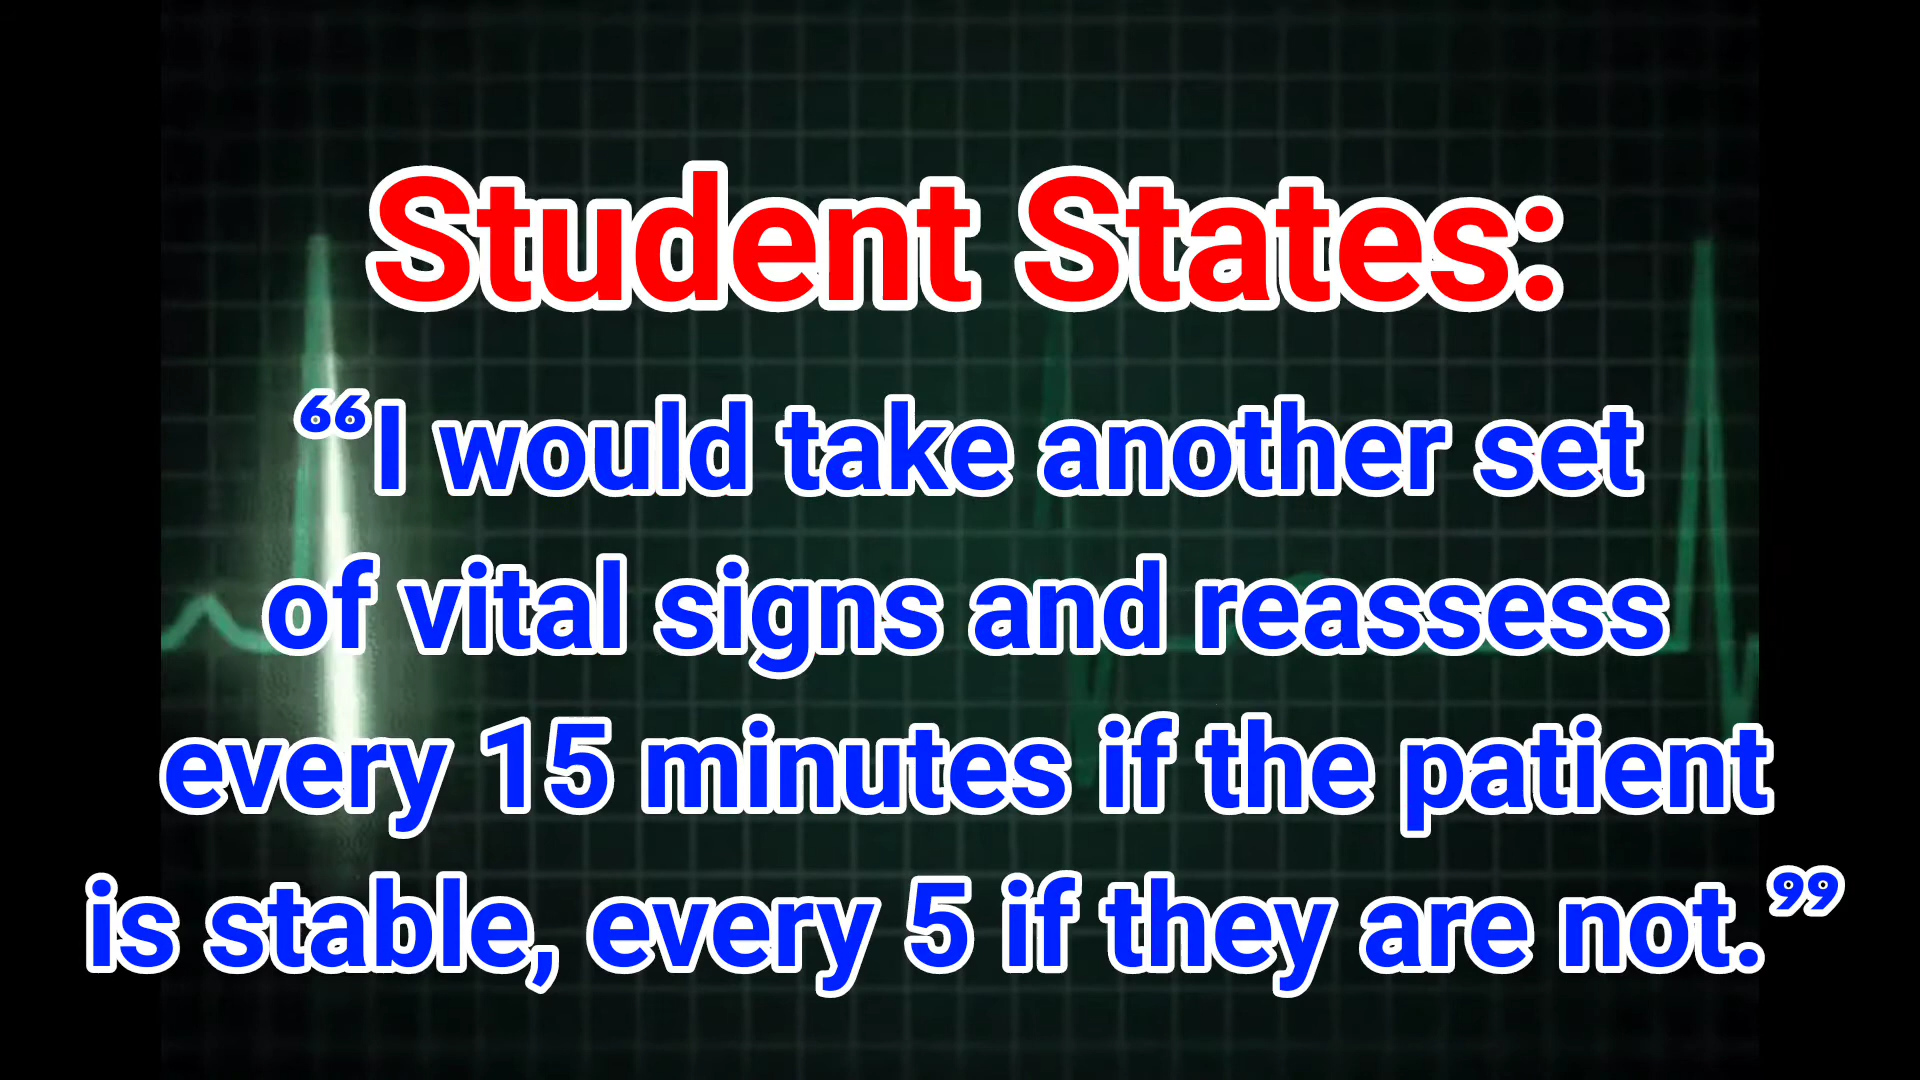 Student States:
“I would take another set
of vital signs and reassess
every 15 minutes if the patient
is stable, every 5 if they are not.”